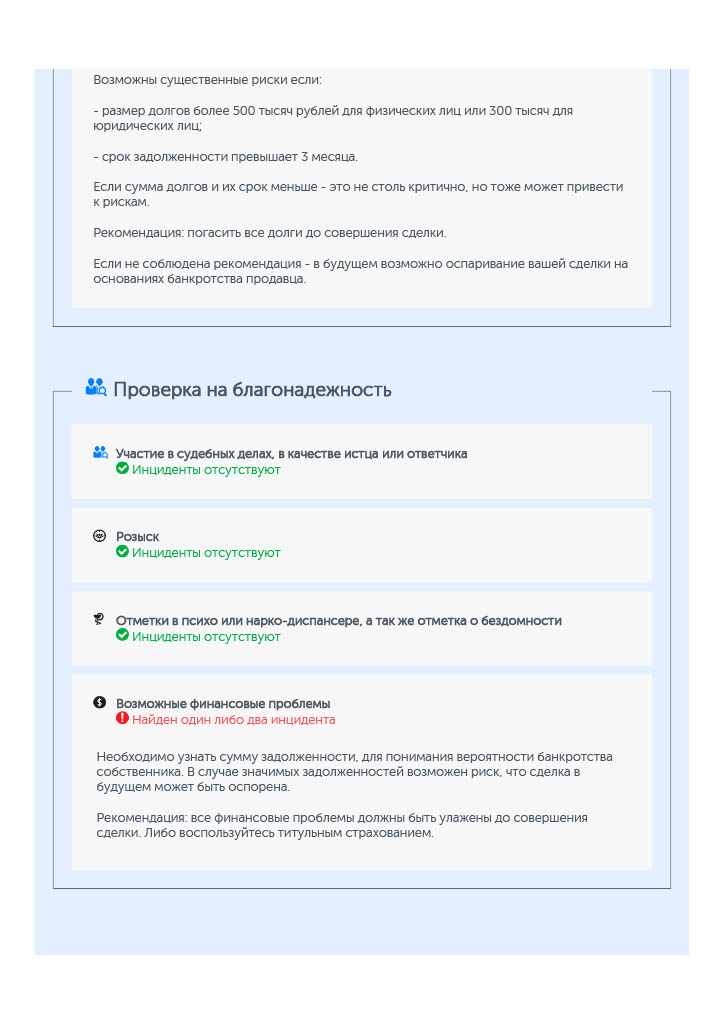 Возможны существенные риски если:
- размер долгов более 500 тысяч рублей для физических лиц или 300 тысяч для
юридических лиц;
- срок задолженности превышает 3 месяца.
Если сумма долгов и их срок меньше - это не столь критично, но тоже может привести
к рискам.
Рекомендация: погасить все долги до совершения сделки.
Если не соблюдена рекомендация - в будущем возможно оспаривание вашей сделки на
основаниях банкротства продавца.
Проверка на благонадежность
Участие в судебных делах, в качестве истца или ответчика
Инциденты отсутствуют
Розыск
Инциденты отсутствуют
Отметки в психо или нарко-диспансере, а так же отметка о бездомности
Инциденты отсутствуют
Возможные финансовые проблемы
Найден один либо два инцидента
Необходимо узнать сумму задолженности, для понимания вероятности банкротства
собственника. В случае значимых задолженностей возможен риск, что сделка в
будущем может быть оспорена.
Рекомендация: все финансовые проблемы должны быть улажены до совершения
сделки. Либо воспользуйтесь титульным страхованием.